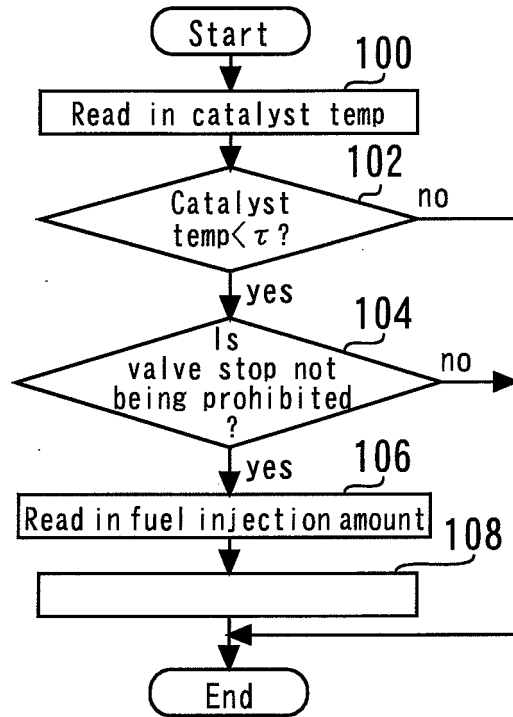 Start
100
Read in catalyst temp
102
Catalyst
temp<τ?
no
yes
104
Is
valve stop not
being prohibited
?
no
yes
106
Read in fuel injection amount
108
End